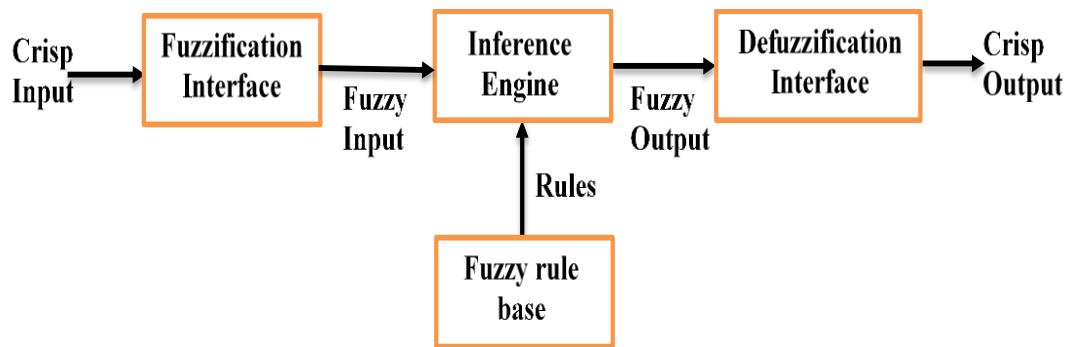 Crisp
Input
Fuzzification
Interface
Fuzzy
Input
Inference
Engine
Fuzzy
Output
Defuzzification
Interface
Crisp
Output
Rules
Fuzzy rule
base